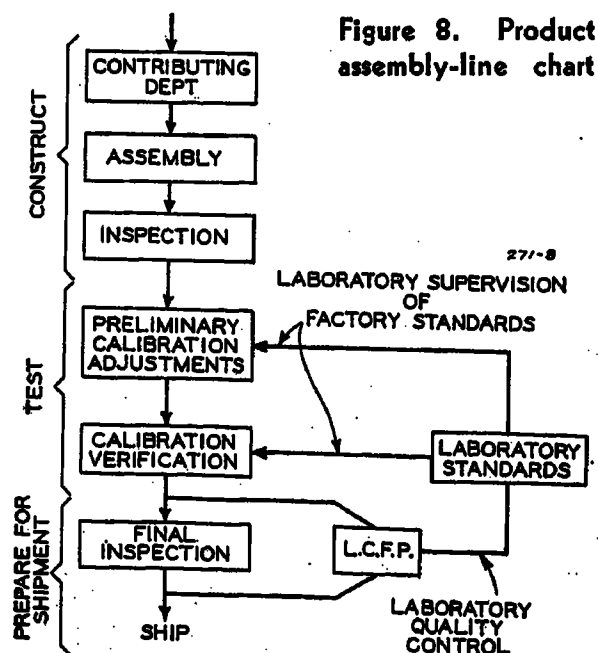 Figure 8. Product
assembly-line chart
CONTRIBUTING
DEPT
ASSEMBLY
INSPECTION
271-8
LABORATORY SUPERVISION
OF
FACTORY STANDARDS
PRELIMINARY
CALIBRATION
ADJUSTMENTS
CALIBRATION
VERIFICATION
LABORATORY
STANDARDS
FINAL
INSPECTION
L.C.F.P.
LABORATORY
QUALITY
CONTROL
SHIP
CONSTRUCT
TEST
PREPARE FOR
SHIPMENT